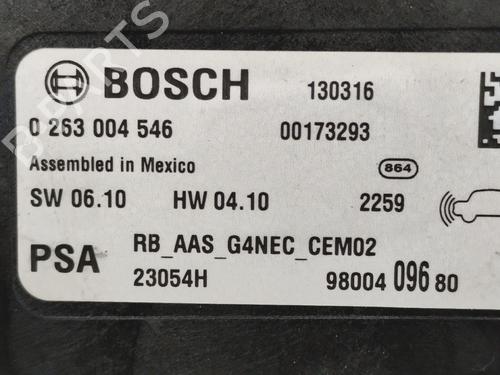 BOSCH 130316
0 263 004 546 00173293
Assembled in Mexico 864
SW 06.10 HW 04.10 2259
PSA RB_AAS_G4NEC_CEM02
23054H 98004 096 80